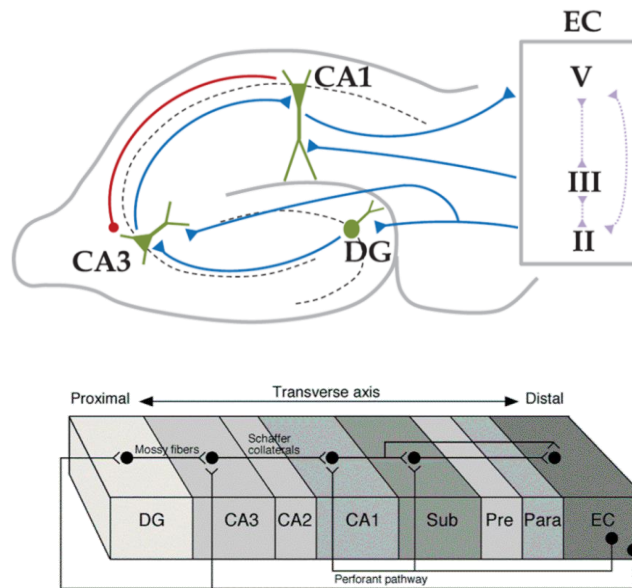 EC
CA1
V
III
CA3
DG
II
Proximal
Transverse axis
Distal
Mossy fibers
Schaffer
collaterals
DG
CA3
CA2
CA1
Sub
Pre
Para
EC
Perforant pathway